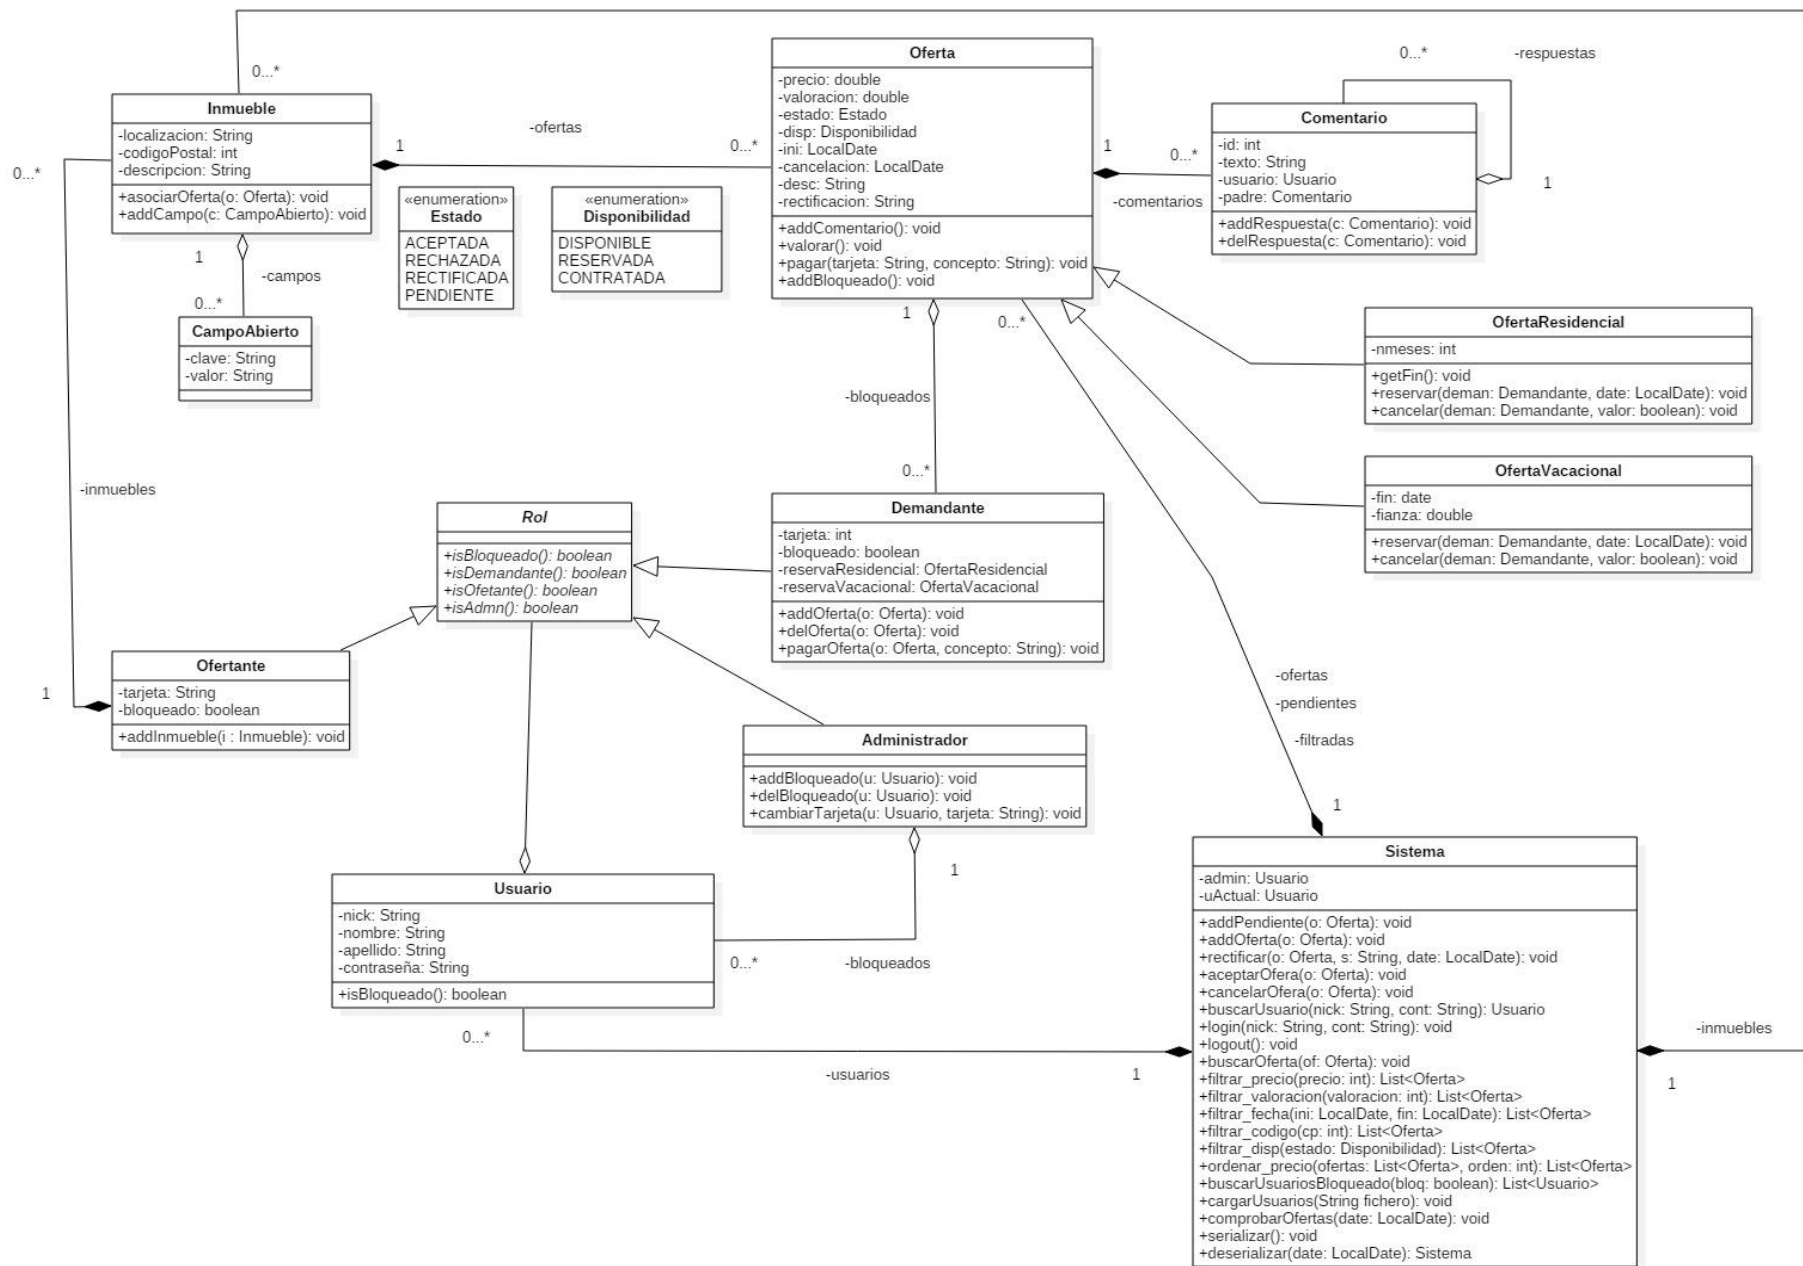 0...*
Inmueble
-localizacion: String
-codigoPostal: int
-descripcion: String
+asociarOferta(o: Oferta): void
+addCampo(c: CampoAbierto): void
0...*
1
-ofertas
0...*
1
-campos
0...*
CampoAbierto
-clave: String
-valor: String
«enumeration»
Estado
ACEPTADA
RECHAZADA
RECTIFICADA
PENDIENTE
«enumeration»
Disponibilidad
DISPONIBLE
RESERVADA
CONTRATADA
Oferta
-precio: double
-valoracion: double
-estado: Estado
-disp: Disponibilidad
-ini: LocalDate
-cancelacion: LocalDate
-desc: String
-rectificacion: String
+addComentario(): void
+valorar(): void
+pagar(tarjeta: String, concepto: String): void
+addBloqueado(): void
1
0...*
-comentarios
0...*
-respuestas
Comentario
-id: int
-texto: String
-usuario: Usuario
-padre: Comentario
+addRespuesta(c: Comentario): void
+delRespuesta(c: Comentario): void
1
1
0...*
-bloqueados
0...*
OfertaResidencial
-nmeses: int
+getFin(): void
+reservar(deman: Demandante, date: LocalDate): void
+cancelar(deman: Demandante, valor: boolean): void
OfertaVacacional
-fin: date
-fianza: double
+reservar(deman: Demandante, date: LocalDate): void
+cancelar(deman: Demandante, valor: boolean): void
-inmuebles
Rol
+isBloqueado(): boolean
+isDemandante(): boolean
+isOfetante(): boolean
+isAdmn(): boolean
Demandante
-tarjeta: int
-bloqueado: boolean
-reservaResidencial: OfertaResidencial
-reservaVacacional: OfertaVacacional
+addOferta(o: Oferta): void
+delOferta(o: Oferta): void
+pagarOferta(o: Oferta, concepto: String): void
1
Ofertante
-tarjeta: String
-bloqueado: boolean
+addInmueble(i : Inmueble): void
Administrador
+addBloqueado(u: Usuario): void
+delBloqueado(u: Usuario): void
+cambiarTarjeta(u: Usuario, tarjeta: String): void
-ofertas
-pendientes
-filtradas
1
1
Usuario
-nick: String
-nombre: String
-apellido: String
-contraseña: String
+isBloqueado(): boolean
0...*
-bloqueados
0...*
-usuarios
1
Sistema
-admin: Usuario
-uActual: Usuario
+addPendiente(o: Oferta): void
+addOferta(o: Oferta): void
+rectificar(o: Oferta, s: String, date: LocalDate): void
+aceptarOfera(o: Oferta): void
+cancelarOfera(o: Oferta): void
+buscarUsuario(nick: String, cont: String): Usuario
+login(nick: String, cont: String): void
+logout(): void
+buscarOferta(of: Oferta): void
+filtrar_precio(precio: int): List<Oferta>
+filtrar_valoracion(valoracion: int): List<Oferta>
+filtrar_fecha(ini: LocalDate, fin: LocalDate): List<Oferta>
+filtrar_codigo(cp: int): List<Oferta>
+filtrar_disp(estado: Disponibilidad): List<Oferta>
+ordenar_precio(ofertas: List<Oferta>, orden: int): List<Oferta>
+buscarUsuariosBloqueado(bloq: boolean): List<Usuario>
+cargarUsuarios(String fichero): void
+comprobarOfertas(date: LocalDate): void
+serializar(): void
+deserializar(date: LocalDate): Sistema
-inmuebles
1